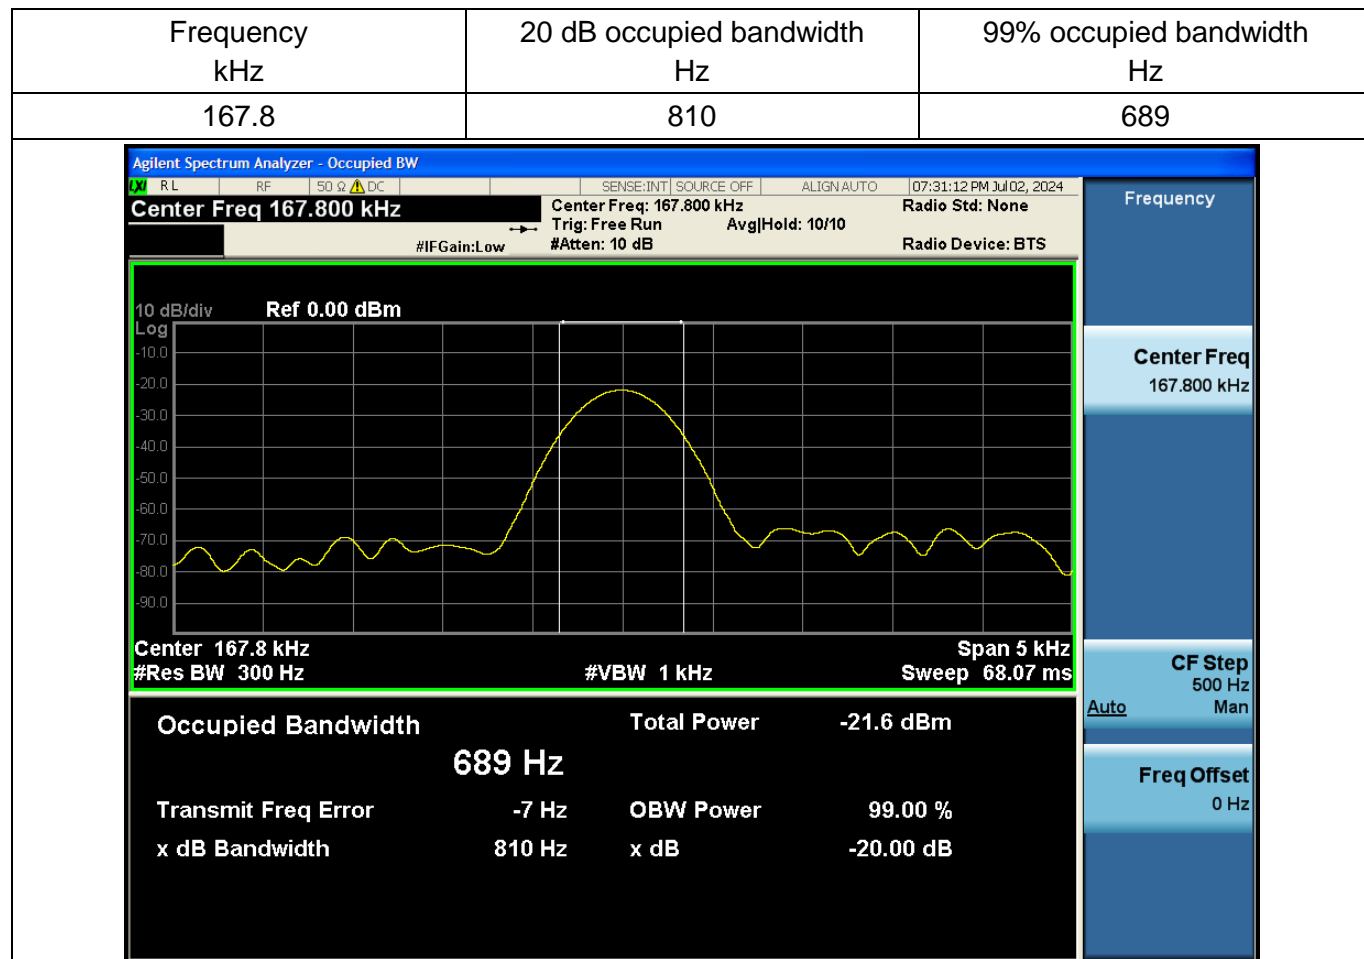 Frequency 20 dB occupied bandwidth 99% occupied bandwidth
kHz Hz Hz
167.8 810 689
Agilent Spectrum Analyzer - Occupied BW
LXI RL RF 50 Ω DC SENSE:INT SOURCE OFF ALIGN AUTO 07:31:12 PM Jul 02, 2024
Center Freq 167.800 kHz Center Freq: 167.800 kHz Radio Std: None
Trig: Free Run Avg|Hold: 10/10
#IFGain:Low #Atten: 10 dB Radio Device: BTS
Frequency
10 dB/div Ref 0.00 dBm
Log
-10.0
-20.0
-30.0
-40.0
-50.0
-60.0
-70.0
-80.0
-90.0
Center 167.8 kHz Span 5 kHz
#Res BW 300 Hz #VBW 1 kHz Sweep 68.07 ms
Occupied Bandwidth Total Power -21.6 dBm
689 Hz
Transmit Freq Error -7 Hz OBW Power 99.00 %
x dB Bandwidth 810 Hz x dB -20.00 dB
Center Freq
167.800 kHz
CF Step
500 Hz
Auto Man
Freq Offset
0 Hz